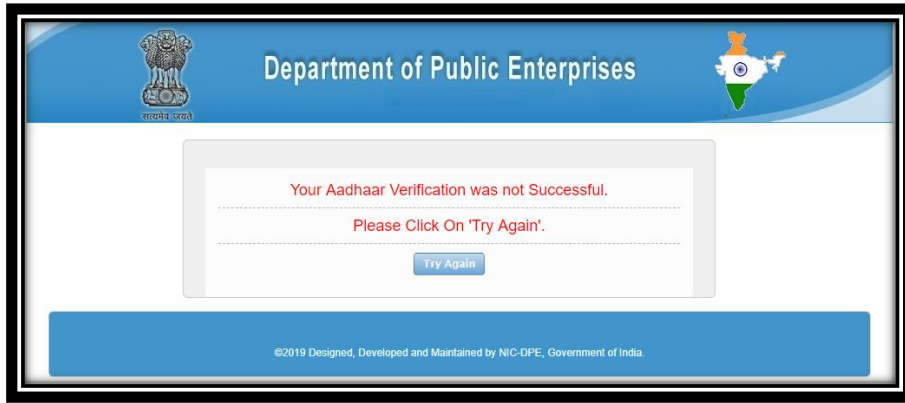 Department of Public Enterprises
सत्यमेव जयते
Your Aadhaar Verification was not Successful.
Please Click On 'Try Again'.
Try Again
©2019 Designed, Developed and Maintained by NIC-DPE, Government of India.